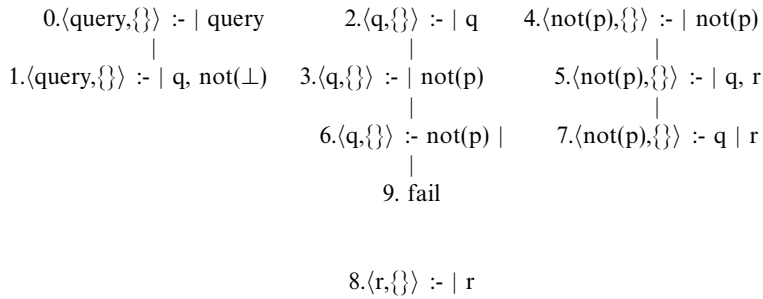 0.⟨query,{}⟩ :- | query 2.⟨q,{}⟩ :- | q 4.⟨not(p),{}⟩ :- | not(p)
1.⟨query,{}⟩ :- | q, not(⊥) 3.⟨q,{}⟩ :- | not(p) 5.⟨not(p),{}⟩ :- | q, r
6.⟨q,{}⟩ :- not(p) | 7.⟨not(p),{}⟩ :- q | r
9. fail
8.⟨r,{}⟩ :- | r